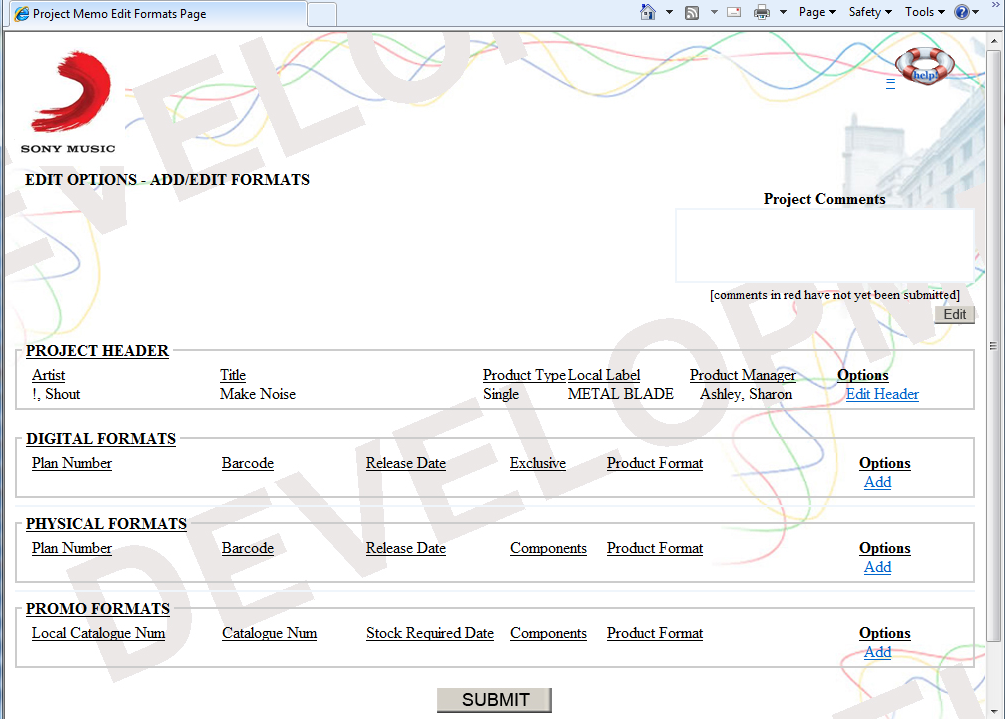 Project Memo Edit Formats Page
Page Safety Tools
help!
SONY MUSIC
EDIT OPTIONS - ADD/EDIT FORMATS
Project Comments
[comments in red have not yet been submitted]
Edit
PROJECT HEADER
Artist Title Product Type Local Label Product Manager Options
!, Shout Make Noise Single METAL BLADE Ashley, Sharon Edit Header
DIGITAL FORMATS
Plan Number Barcode Release Date Exclusive Product Format Options
Add
PHYSICAL FORMATS
Plan Number Barcode Release Date Components Product Format Options
Add
PROMO FORMATS
Local Catalogue Num Catalogue Num Stock Required Date Components Product Format Options
Add
SUBMIT
DEVELOPN